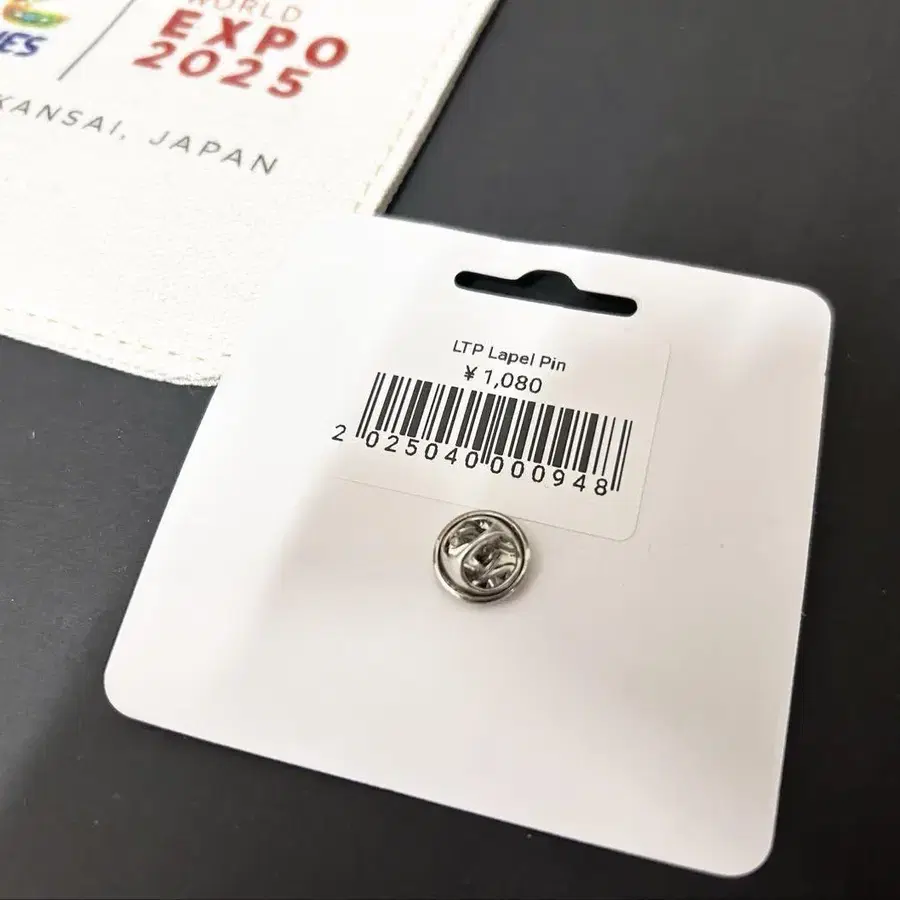 WORLD
EXPO
2025
KANSAI, JAPAN
LTP Lapel Pin
¥ 1,080
2 025040 000948